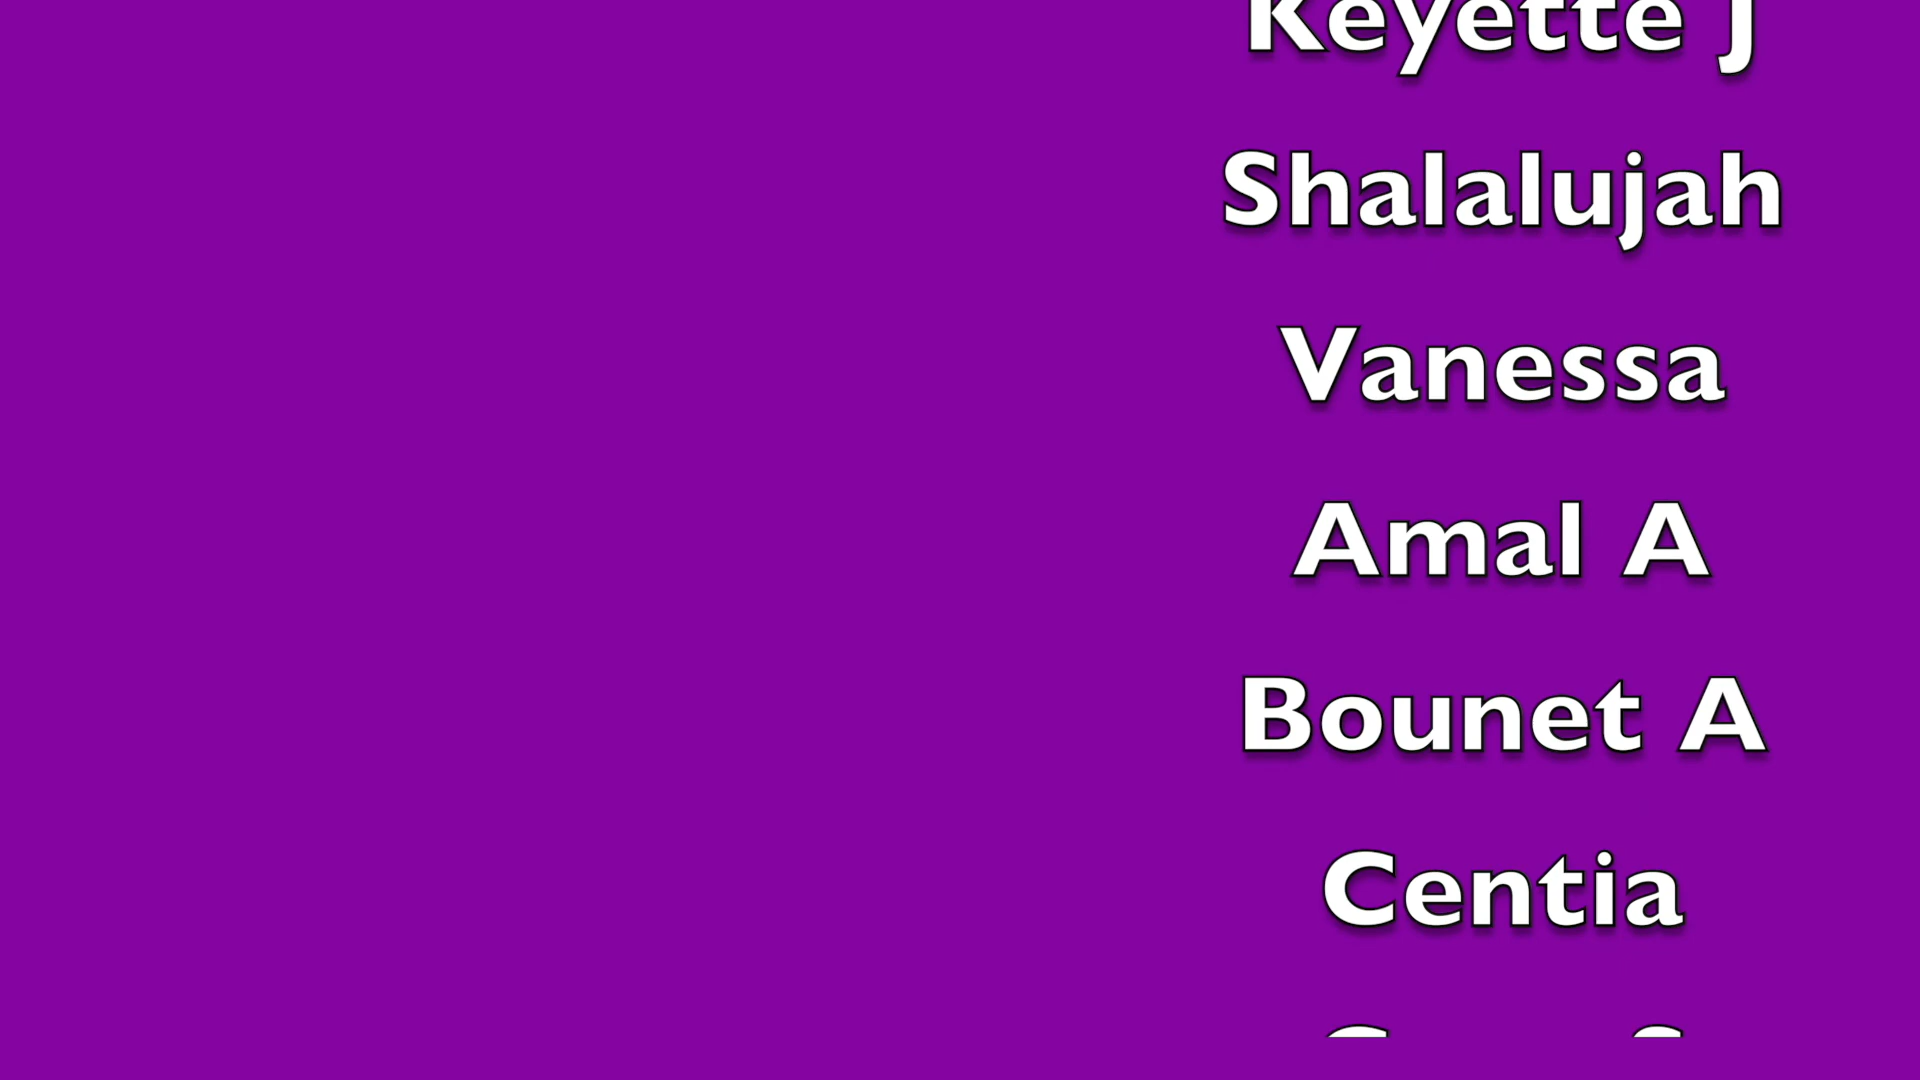 Keyette J
Shalalujah
Vanessa
Amal A
Bounet A
Centia